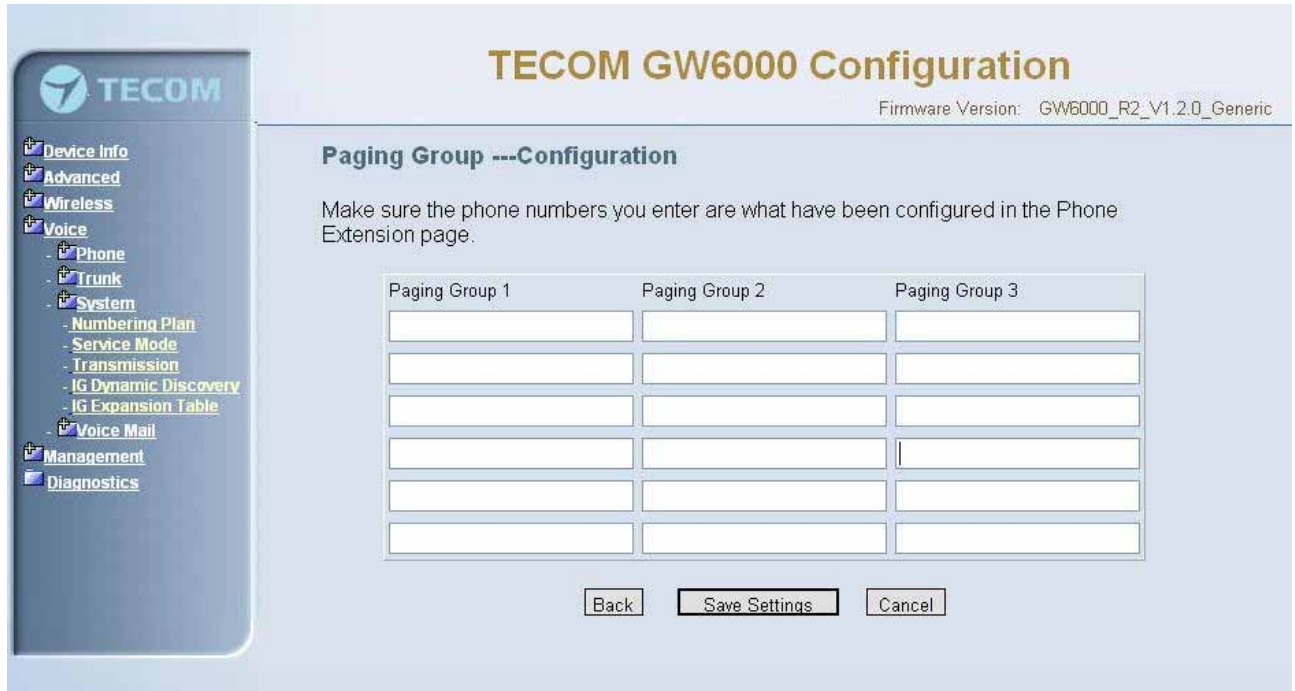 TECOM
TECOM GW6000 Configuration
Firmware Version: GW6000_R2_V1.2.0_Generic
Device Info
Advanced
Wireless
Voice
- Phone
- Trunk
- System
- Numbering Plan
- Service Mode
- Transmission
- IG Dynamic Discovery
- IG Expansion Table
- Voice Mail
Management
Diagnostics
Paging Group ---Configuration
Make sure the phone numbers you enter are what have been configured in the Phone
Extension page.
Paging Group 1 Paging Group 2 Paging Group 3
Back Save Settings Cancel